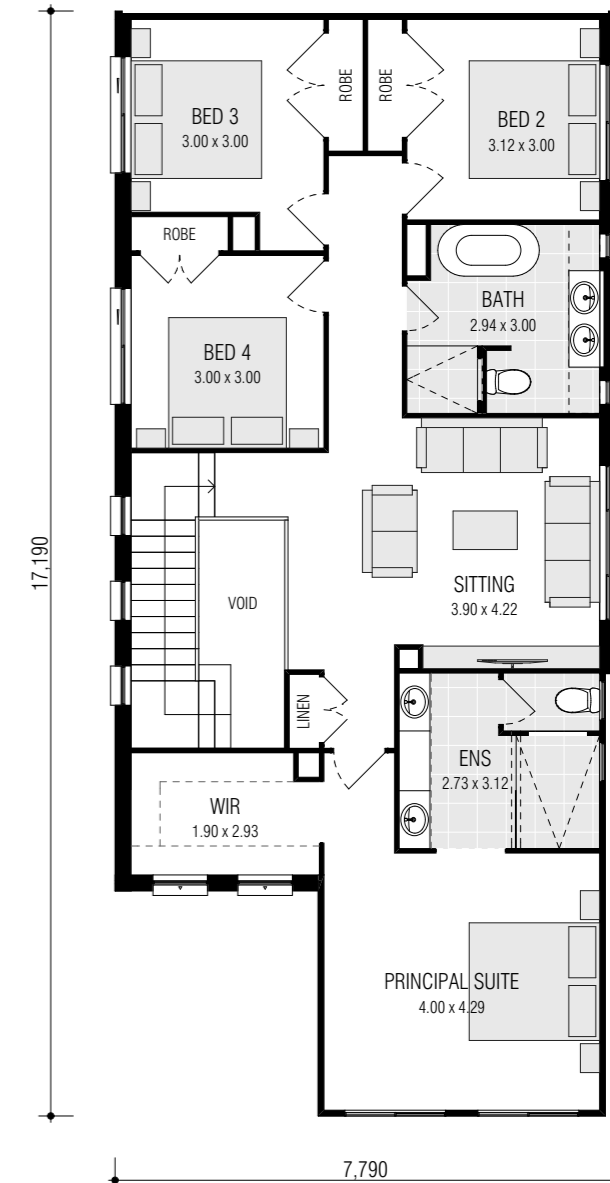 BED 3
3.00 x 3.00
ROBE
ROBE
BED 2
3.12 x 3.00
ROBE
BATH
2.94 x 3.00
BED 4
3.00 x 3.00
17,190
VOID
SITTING
3.90 x 4.22
LINEN
ENS
2.73 x 3.12
WIR
1.90 x 2.93
PRINCIPAL SUITE
4.00 x 4.29
7,790